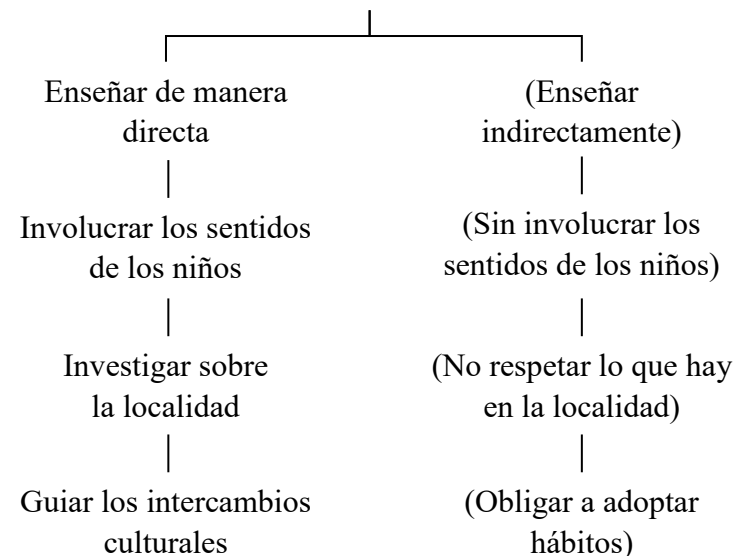 Enseñar de manera
directa
Involucrar los sentidos
de los niños
Investigar sobre
la localidad
Guiar los intercambios
culturales
(Enseñar
indirectamente)
(Sin involucrar los
sentidos de los niños)
(No respetar lo que hay
en la localidad)
(Obligar a adoptar
hábitos)